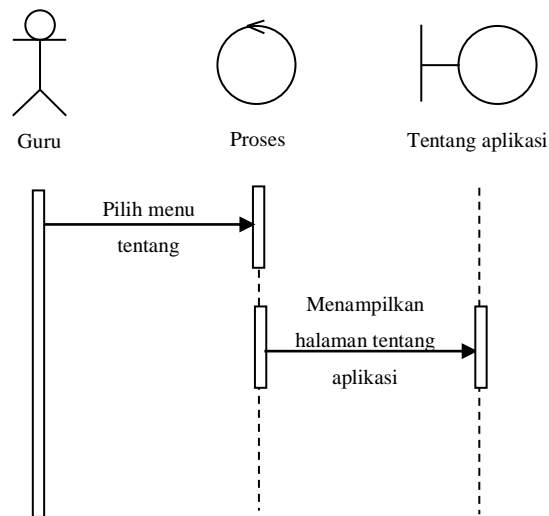 Guru
Proses
Tentang aplikasi
Pilih menu
tentang
Menampilkan
halaman tentang
aplikasi